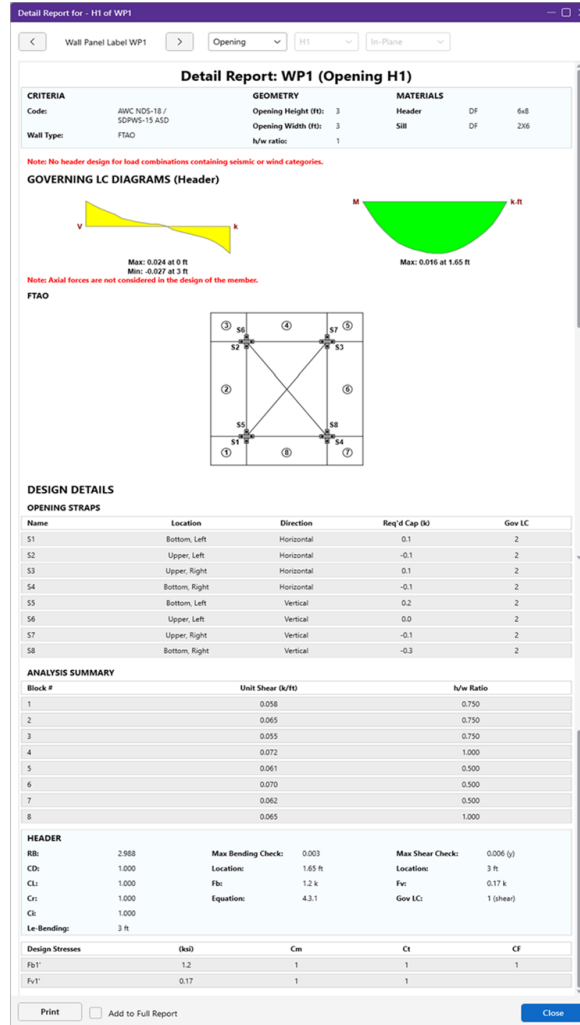 Detail Report for - H1 of WP1
Wall Panel Label WP1 Opening H1 In-Plane
Detail Report: WP1 (Opening H1)
CRITERIA GEOMETRY MATERIALS
Code: AWC NDS-18 / SDPWS-15 ASD Opening Height (ft): 3 Header DF 6x8
Opening Width (ft): 3 Sill DF 2X6
Wall Type: FTAO h/w ratio: 1
Note: No header design for load combinations containing seismic or wind categories.
GOVERNING LC DIAGRAMS (Header)
V k M k-ft
Max: 0.024 at 0 ft Max: 0.016 at 1.65 ft
Min: -0.027 at 3 ft
Note: Axial forces are not considered in the design of the member.
FTAO
3 S6 4 S7 5
S2 S3
2 6
S5 S8
S1 S4
1 8 7
DESIGN DETAILS
OPENING STRAPS
Name Location Direction Req'd Cap (k) Gov LC
S1 Bottom, Left Horizontal 0.1 2
S2 Upper, Left Horizontal -0.1 2
S3 Upper, Right Horizontal 0.1 2
S4 Bottom, Right Horizontal -0.1 2
S5 Bottom, Left Vertical 0.2 2
S6 Upper, Left Vertical 0.0 2
S7 Upper, Right Vertical -0.1 2
S8 Bottom, Right Vertical -0.3 2
ANALYSIS SUMMARY
Block # Unit Shear (k/ft) h/w Ratio
1 0.058 0.750
2 0.065 0.750
3 0.055 0.750
4 0.072 1.000
5 0.061 0.500
6 0.070 0.500
7 0.062 0.500
8 0.065 1.000
HEADER
RB: 2.988 Max Bending Check: 0.003 Max Shear Check: 0.006 (y)
CD: 1.000 Location: 1.65 ft Location: 3 ft
CL: 1.000 Fb: 1.2 k Fv: 0.17 k
Cr: 1.000 Equation: 4.3.1 Gov LC: 1 (shear)
Ci: 1.000
Le-Bending: 3 ft
Design Stresses (ksi) Cm Ct CF
Fb1' 1.2 1 1 1
Fv1' 0.17 1 1
Print Add to Full Report Close